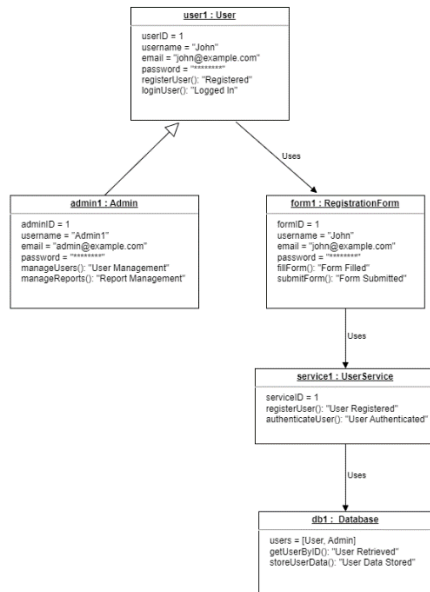 user1 : User
userID = 1
username = "John"
email = "john@example.com"
password = "********"
registerUser(): "Registered"
loginUser(): "Logged In"
Uses
admin1 : Admin
adminID = 1
username = "Admin1"
email = "admin@example.com"
password = "********"
manageUsers(): "User Management"
manageReports(): "Report Management"
form1 : RegistrationForm
formID = 1
username = "John"
email = "john@example.com"
password = "********"
fillForm(): "Form Filled"
submitForm(): "Form Submitted"
Uses
service1 : UserService
serviceID = 1
registerUser(): "User Registered"
authenticateUser(): "User Authenticated"
Uses
db1 : Database
users = [User, Admin]
getUserByID(): "User Retrieved"
storeUserData(): "User Data Stored"